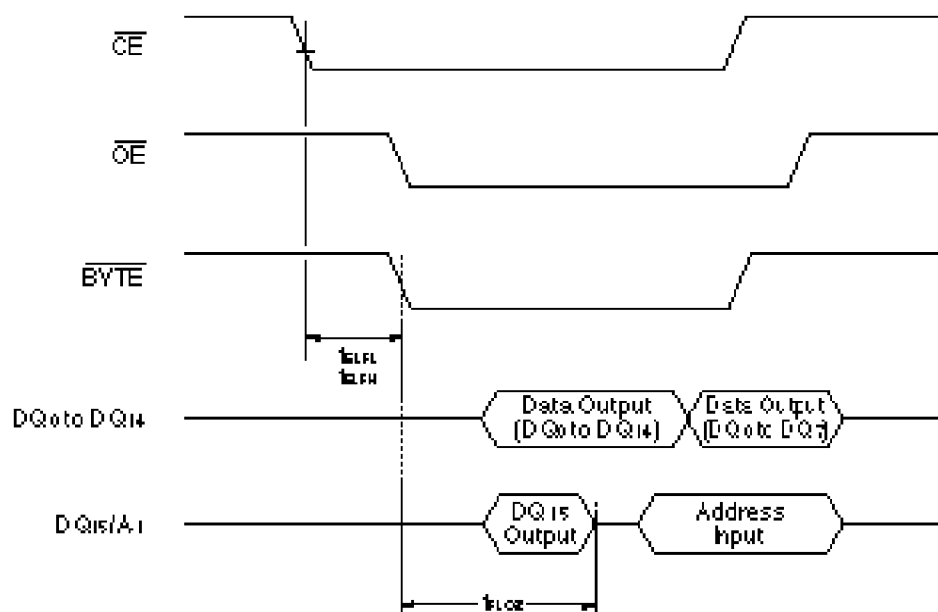 CE
OE
BYTE
tELFL
tELFH
DQ0 to DQ14
Data Output
(DQ0 to DQ14)
Data Output
(DQ0 to DQ7)
DQ15/A-1
DQ15
Output
Address
Input
tFLQZ